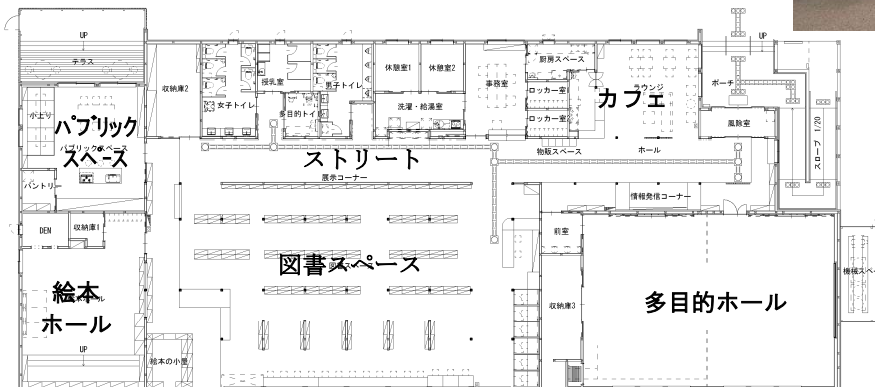 UP
UP
テラス
収納庫2
女子トイレ
授乳室
男子トイレ
多目的トイレ
休憩室1
休憩室2
洗濯・給湯室
事務室
厨房スペース
ロッカー室
ロッカー室
ラウンジ
カフェ
ポーチ
風除室
スロープ 1/20
小上り
パブリック
スペース
パントリー
ストリート
展示コーナー
物販スペース
ホール
情報発信コーナー
DEN
収納庫1
前室
図書スペース
絵本
ホール
収納庫3
多目的ホール
UP
絵本の小屋